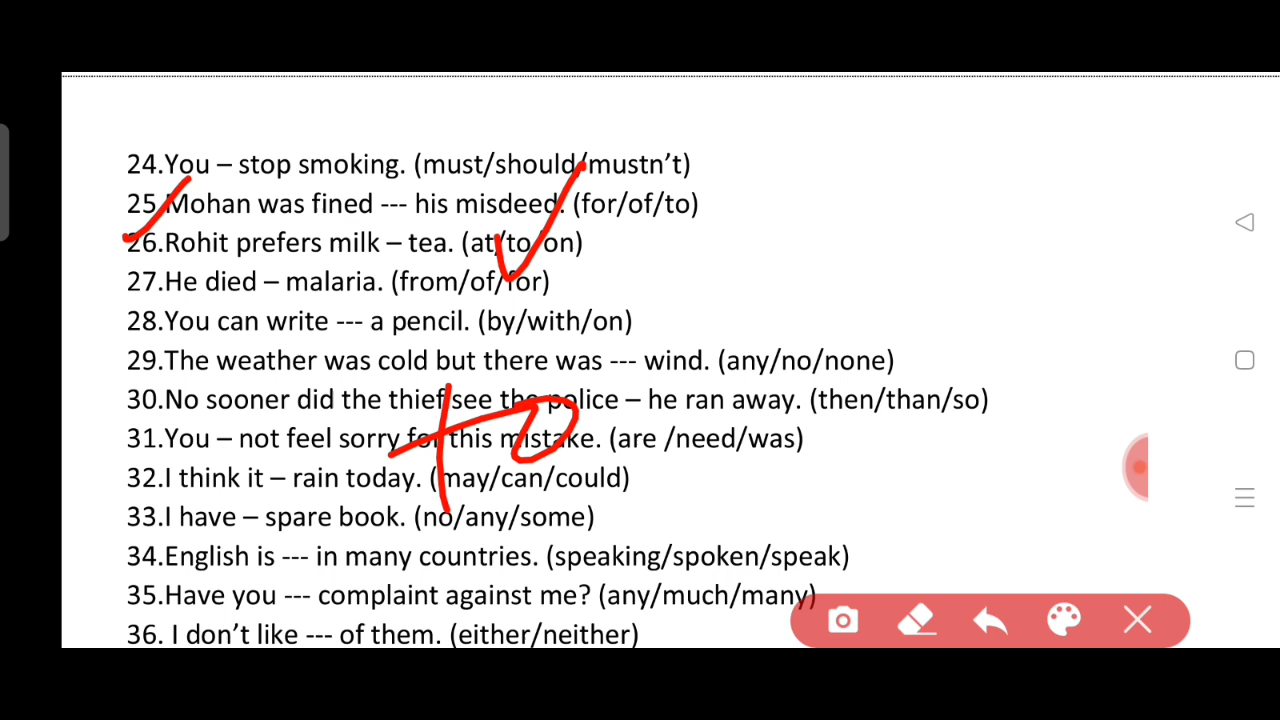 24.You – stop smoking. (must/should/mustn't)
25.Mohan was fined --- his misdeed. (for/of/to)
26.Rohit prefers milk – tea. (at/to/on)
27.He died – malaria. (from/of/for)
28.You can write --- a pencil. (by/with/on)
29.The weather was cold but there was --- wind. (any/no/none)
30.No sooner did the thief see the police – he ran away. (then/than/so)
31.You – not feel sorry for this mistake. (are /need/was)
to
32.I think it – rain today. (may/can/could)
33.I have – spare book. (no/any/some)
34.English is --- in many countries. (speaking/spoken/speak)
35.Have you --- complaint against me? (any/much/many)
36. I don't like --- of them. (either/neither)